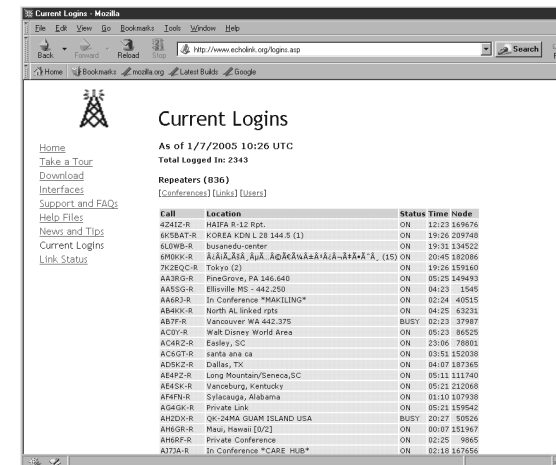 Current Logins - Mozilla
File Edit View Go Bookmarks Tools Window Help
Back Forward Reload Stop http://www.echolink.org/logins.asp Search
Home Bookmarks mozilla.org Latest Builds Google
Current Logins
As of 1/7/2005 10:26 UTC
Total Logged In: 2343
Repeaters (836)
[Conferences] [Links] [Users]
Home
Take a Tour
Download
Interfaces
Support and FAQs
Help Files
News and Tips
Current Logins
Link Status
Call Location Status Time Node
4Z4IZ-R HAIFA R-12 Rpt. ON 12:23 169676
6K5BAT-R KOREA KDN L 28 144.5 (1) ON 19:26 209748
6L0WB-R busanedu-center ON 19:31 134522
6M0KK-R (15) ON 20:45 182086
7K2EQC-R Tokyo (2) ON 19:26 159160
AA3RG-R PineGrove, PA 146.640 ON 05:25 149493
AA5SG-R Ellisville MS - 442.250 ON 04:23 1545
AA6RJ-R In Conference *MAKILING* ON 02:24 40515
AB4KK-R North AL linked rpts ON 04:25 63231
AB7F-R Vancouver WA 442.375 BUSY 02:23 37987
AC0Y-R Walt Disney World Area ON 05:23 86525
AC4RZ-R Easley, SC ON 23:06 78801
AC6GT-R santa ana ca ON 03:51 152038
AD5KZ-R Dallas, TX ON 04:07 187365
AE4PZ-R Long Mountain/Seneca,SC ON 05:11 111740
AE4SK-R Vanceburg, Kentucky ON 05:21 212068
AF4FN-R Sylacauga, Alabama ON 01:10 107938
AG4GK-R Private Link ON 05:21 159542
AH2DX-R QK-24MA GUAM ISLAND USA BUSY 20:27 50526
AH6GR-R Maui, Hawaii [0/2] ON 00:07 151967
AH6RF-R Private Conference ON 02:25 9865
AJ7JA-R In Conference *CARE_HUB* ON 02:18 167656